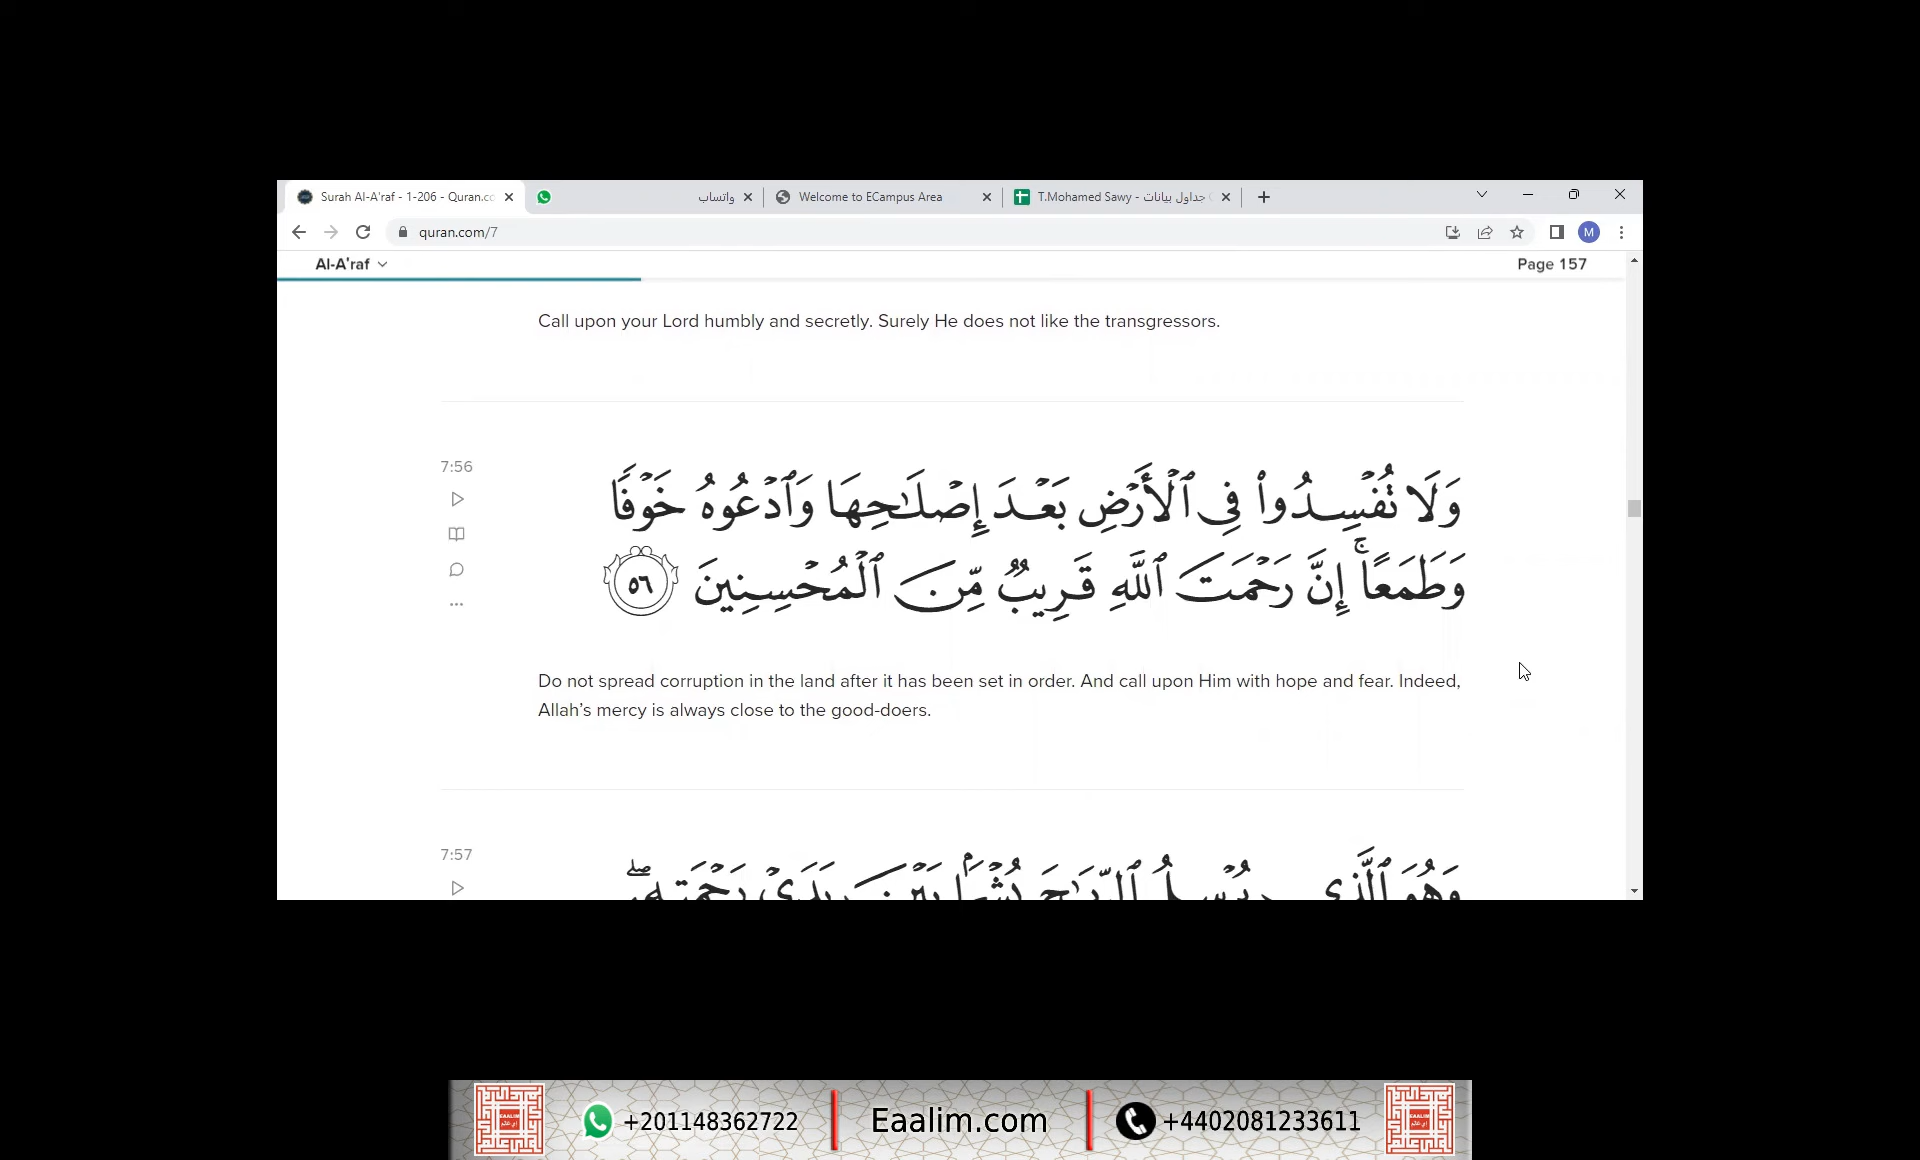 Surah Al-A'raf - 1-206 - Quran.cc
واتساب
Welcome to ECampus Area
T.Mohamed Sawy - جداول بيانات
quran.com/7
M
Al-A'raf
Page 157
Call upon your Lord humbly and secretly. Surely He does not like the transgressors.
7:56
وَلَا تُفْسِدُوا۟ فِى ٱلْأَرْضِ بَعْدَ إِصْلَـٰحِهَا وَٱدْعُوهُ خَوْفًا
وَطَمَعًا ۚ إِنَّ رَحْمَتَ ٱللَّهِ قَرِيبٌ مِّنَ ٱلْمُحْسِنِينَ ٥٦
Do not spread corruption in the land after it has been set in order. And call upon Him with hope and fear. Indeed,
Allah’s mercy is always close to the good-doers.
7:57
وَهُوَ ٱلَّذِى يُرْسِلُ ٱلرِّيَـٰحَ بُشْرًۢا بَيْنَ يَدَىْ رَحْمَتِهِۦ ۖ
+201148362722
Eaalim.com
+4402081233611